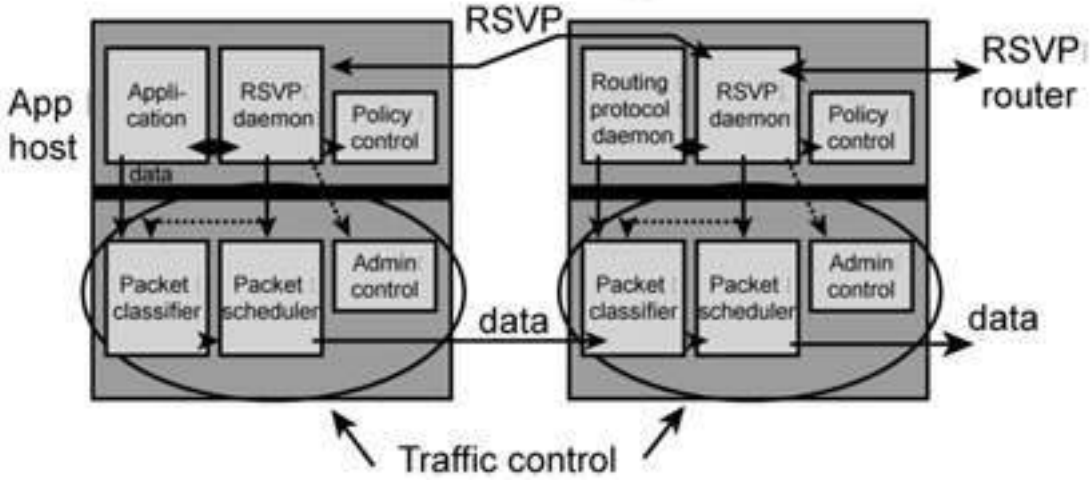 RSVP
App
host
Appli-
cation
RSVP
daemon
Policy
control
data
Packet
classifier
Packet
scheduler
Admin
control
data
Routing
protocol
daemon
RSVP
daemon
Policy
control
Packet
classifier
Packet
scheduler
Admin
control
RSVP
router
data
Traffic control